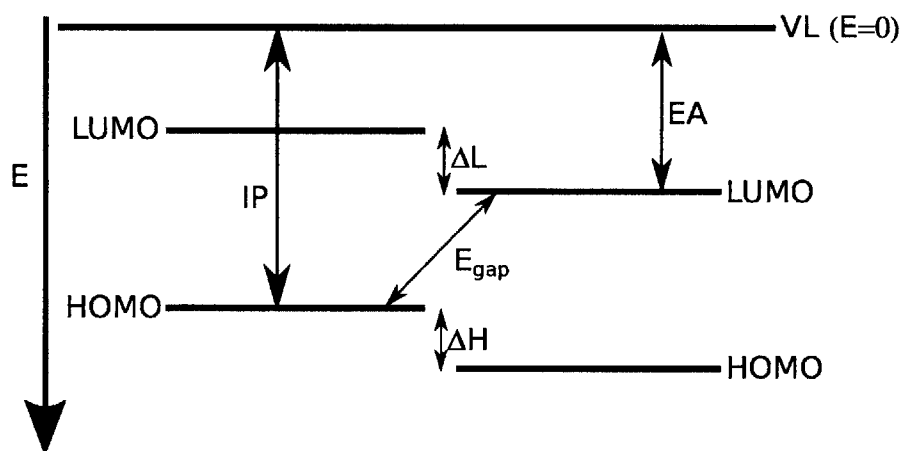 VL (E=0)
LUMO
EA
ΔL
E
IP
LUMO
E_gap
HOMO
ΔH
HOMO